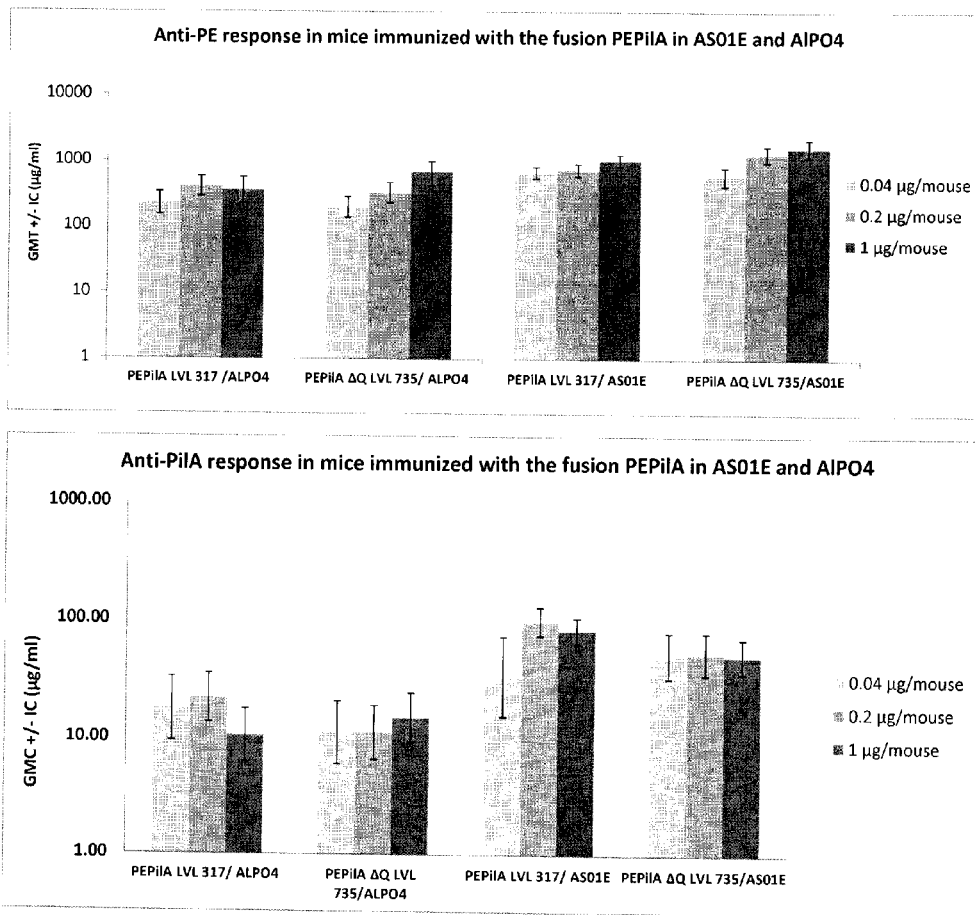 Anti-PE response in mice immunized with the fusion PEPilA in AS01E and AlPO4
GMT +/- IC (µg/ml)
10000
1000
100
10
1
PEPilA LVL 317 /ALPO4
PEPilA ΔQ LVL 735/ ALPO4
PEPilA LVL 317/ AS01E
PEPilA ΔQ LVL 735/AS01E
0.04 µg/mouse
0.2 µg/mouse
1 µg/mouse
Anti-PilA response in mice immunized with the fusion PEPilA in AS01E and AlPO4
GMC +/- IC (µg/ml)
1000.00
100.00
10.00
1.00
PEPilA LVL 317/ ALPO4
PEPilA ΔQ LVL
735/ALPO4
PEPilA LVL 317/ AS01E
PEPilA ΔQ LVL 735/AS01E
0.04 µg/mouse
0.2 µg/mouse
1 µg/mouse